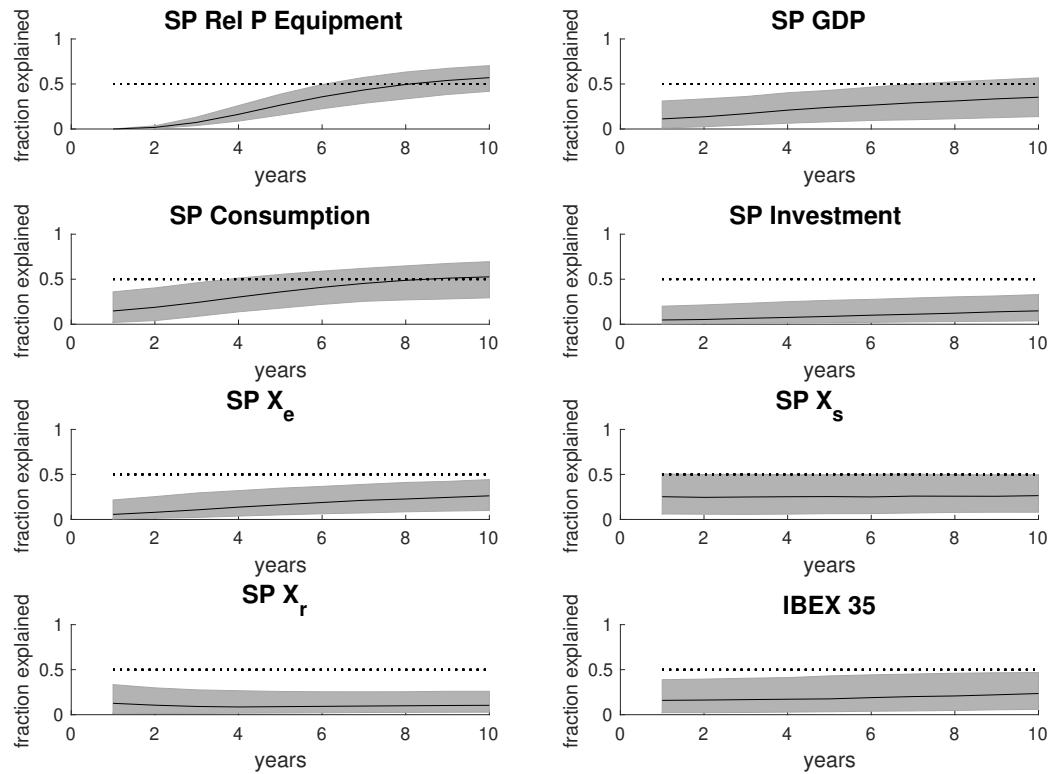 SP Rel P Equipment
fraction explained
1
0.5
0
0 2 4 6 8 10
years
SP GDP
fraction explained
1
0.5
0
0 2 4 6 8 10
years
SP Consumption
fraction explained
1
0.5
0
0 2 4 6 8 10
years
SP Investment
fraction explained
1
0.5
0
0 2 4 6 8 10
years
SP X_e
fraction explained
1
0.5
0
0 2 4 6 8 10
years
SP X_s
fraction explained
1
0.5
0
0 2 4 6 8 10
years
SP X_r
fraction explained
1
0.5
0
0 2 4 6 8 10
years
IBEX 35
fraction explained
1
0.5
0
0 2 4 6 8 10
years